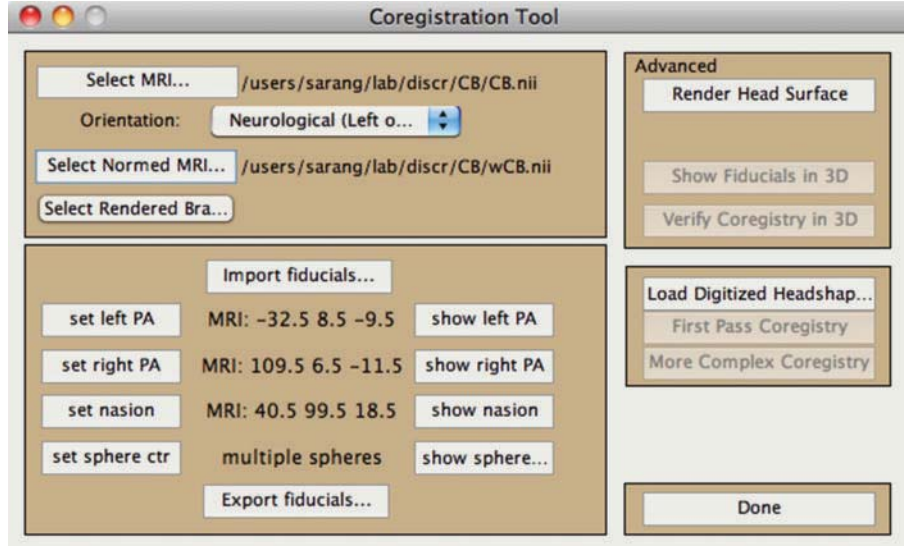 Coregistration Tool
Select MRI... /users/sarang/lab/discr/CB/CB.nii
Orientation: Neurological (Left o...
Select Normed MRI... /users/sarang/lab/discr/CB/wCB.nii
Select Rendered Bra...
Import fiducials...
set left PA MRI: -32.5 8.5 -9.5 show left PA
set right PA MRI: 109.5 6.5 -11.5 show right PA
set nasion MRI: 40.5 99.5 18.5 show nasion
set sphere ctr multiple spheres show sphere...
Export fiducials...
Advanced
Render Head Surface
Show Fiducials in 3D
Verify Coregistry in 3D
Load Digitized Headshap...
First Pass Coregistry
More Complex Coregistry
Done